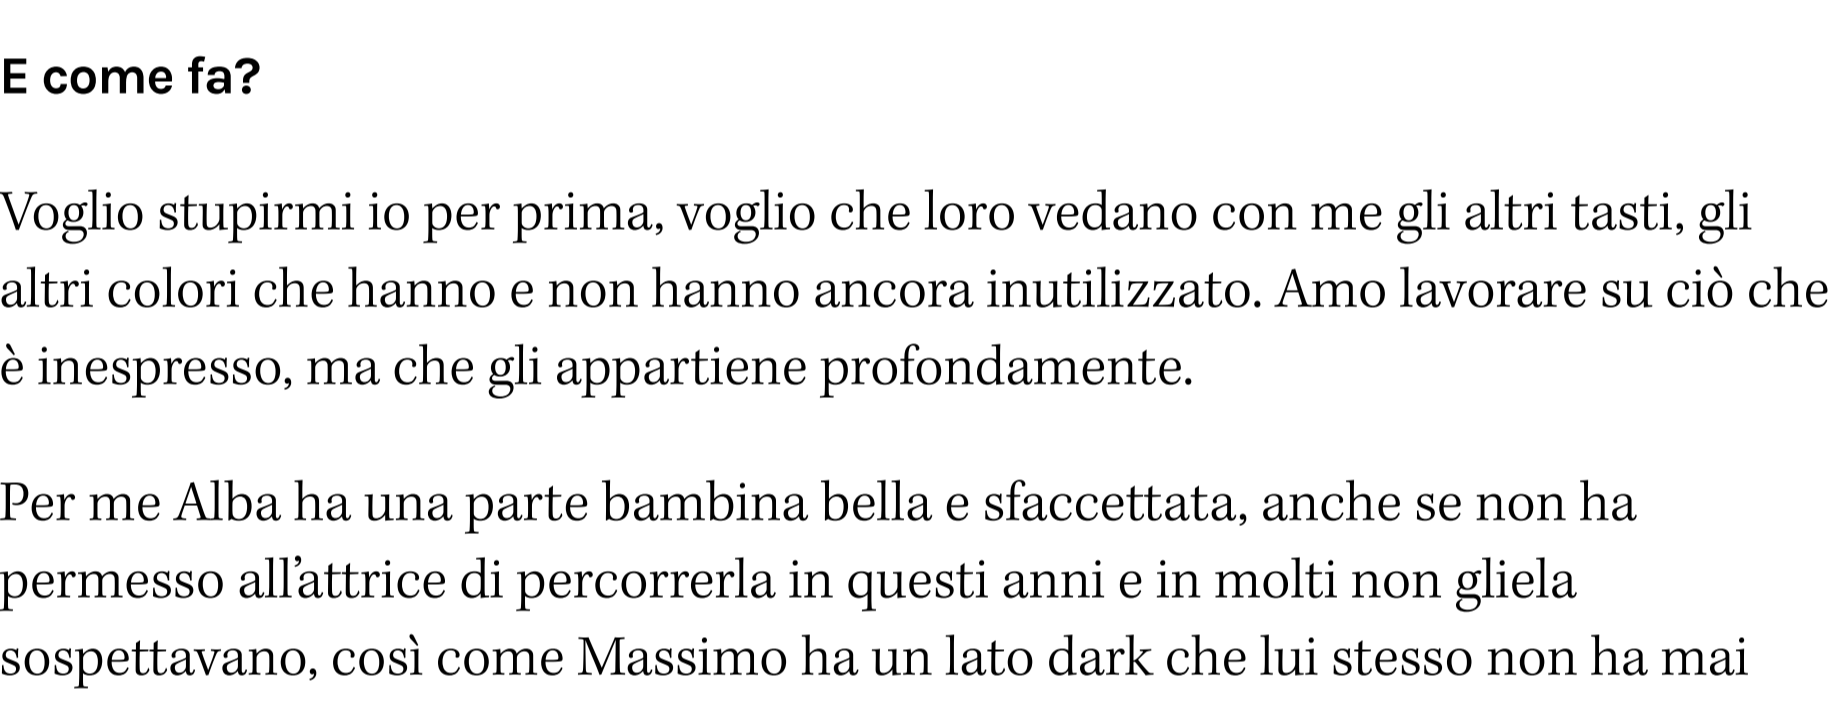 E come fa?
Voglio stupirmi io per prima, voglio che loro vedano con me gli altri tasti, gli
altri colori che hanno e non hanno ancora inutilizzato. Amo lavorare su ciò che
è inespresso, ma che gli appartiene profondamente.
Per me Alba ha una parte bambina bella e sfaccettata, anche se non ha
permesso all’attrice di percorrerla in questi anni e in molti non gliela
sospettavano, così come Massimo ha un lato dark che lui stesso non ha mai